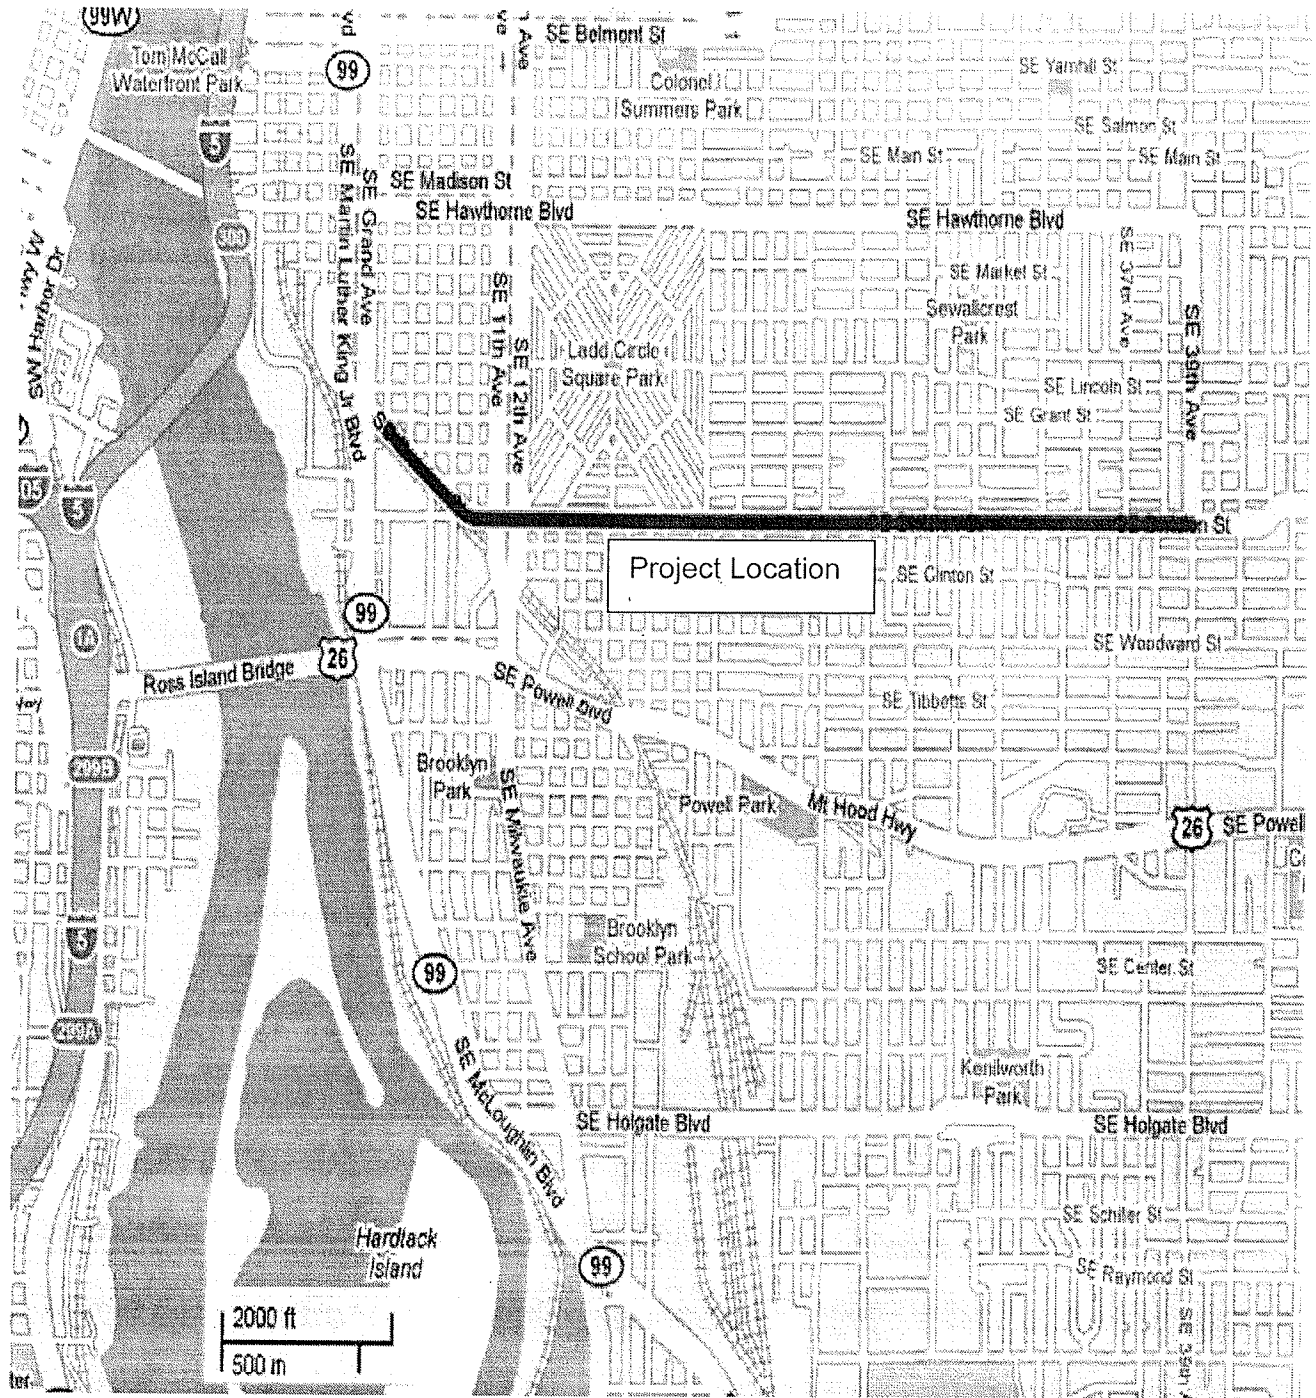 99W
Tom McCall
Waterfront Park
99
Ave
SE Belmont St
Colonel
Summers Park
SE Yamhill St
SE Salmon St
SE Main St
SE Main St
5
SE Madison St
SE Hawthorne Blvd
SE Hawthorne Blvd
SE Grand Ave
SE Martin Luther King Jr Blvd
SW Harbor Dr
SE 11th Ave
SE 12th Ave
Ladd Circle
Square Park
SE Market St
Sewallcrest
Park
SE 37th Ave
SE 39th Ave
SE Lincoln St
SE Grant St
5
Project Location
SE Clinton St
99
26
Ross Island Bridge
SE Powell Blvd
SE Woodward St
SE Tibbetts St
1A
299B
Brooklyn
Park
SE Milwaukie Ave
Powell Park
Mt Hood Hwy
26
SE Powell
5
Brooklyn
School Park
99
SE Center St
299A
SE McLoughlin Blvd
Kenilworth
Park
SE Holgate Blvd
SE Holgate Blvd
Hardtack
Island
99
SE Schiller St
SE Raymond St
SE 39th
2000 ft
500 m